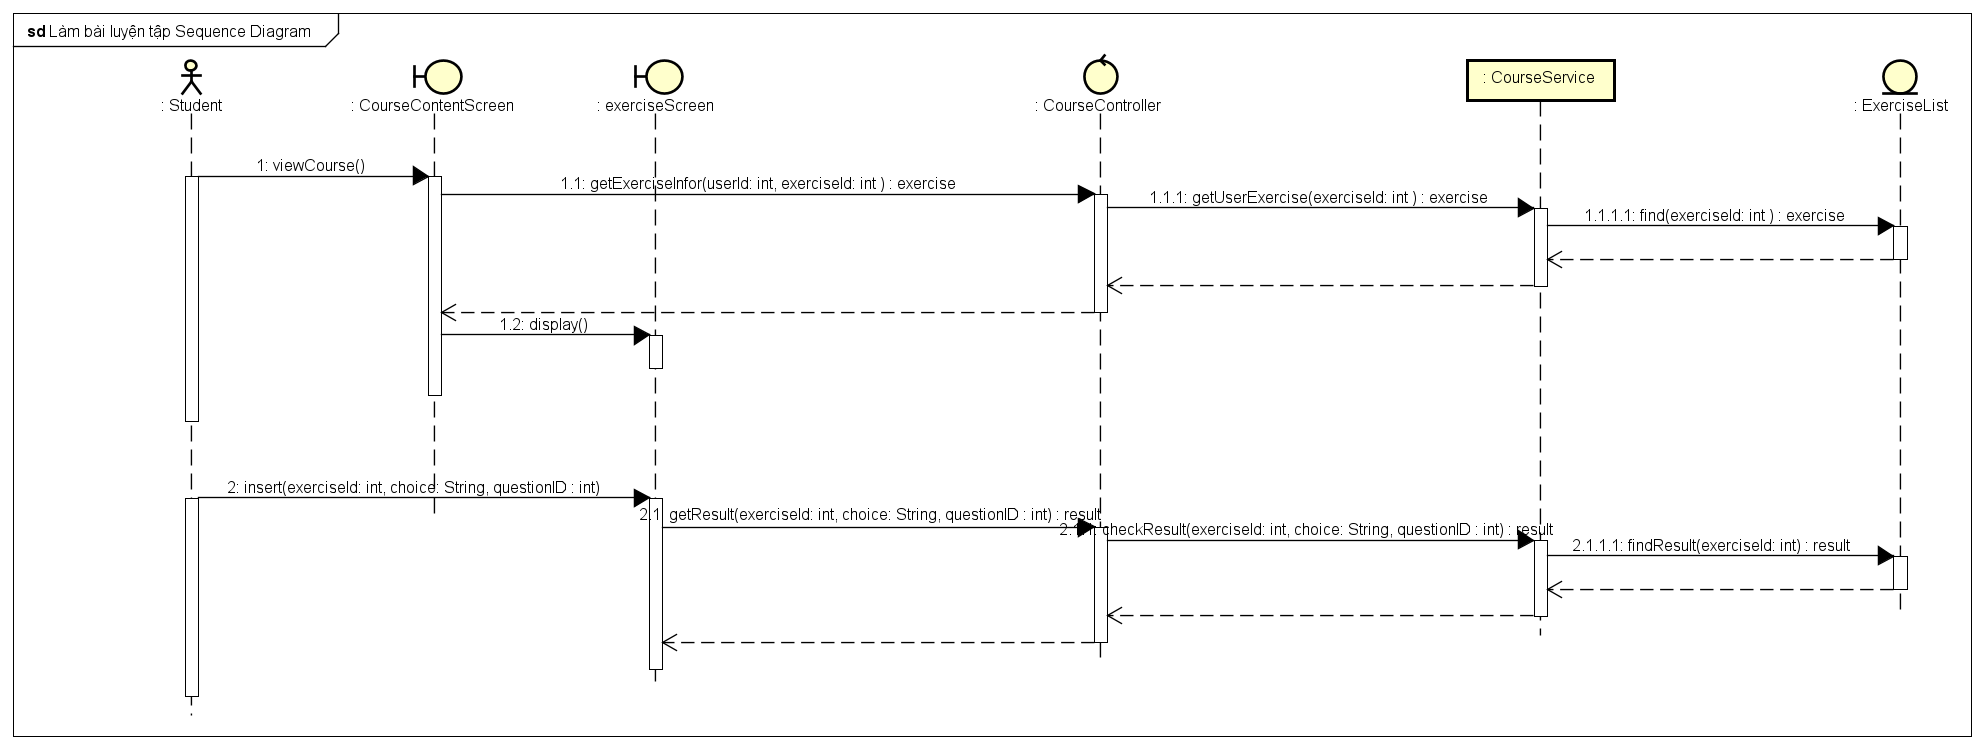 sd Làm bài luyện tập Sequence Diagram
: Student
: CourseContentScreen
: exerciseScreen
: CourseController
: CourseService
: ExerciseList
1: viewCourse()
1.1: getExerciseInfor(userId: int, exerciseId: int ) : exercise
1.1.1: getUserExercise(exerciseId: int ) : exercise
1.1.1.1: find(exerciseId: int ) : exercise
1.2: display()
2: insert(exerciseId: int, choice: String, questionID : int)
2.1: getResult(exerciseId: int, choice: String, questionID : int) : result
2.1.1: checkResult(exerciseId: int, choice: String, questionID : int) : result
2.1.1.1: findResult(exerciseId: int) : result